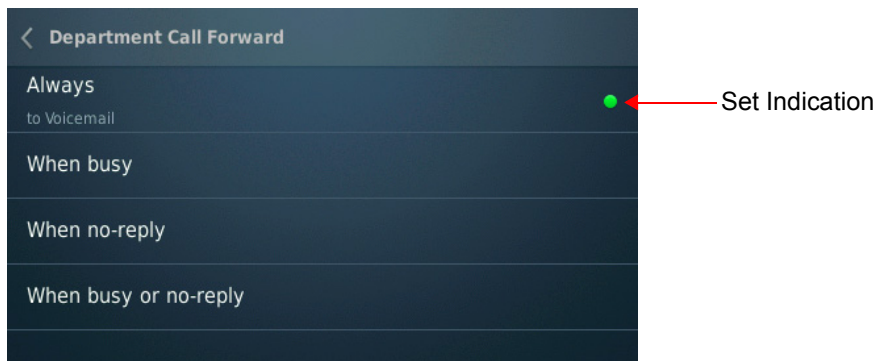 Department Call Forward
Always
to Voicemail
Set Indication
When busy
When no-reply
When busy or no-reply